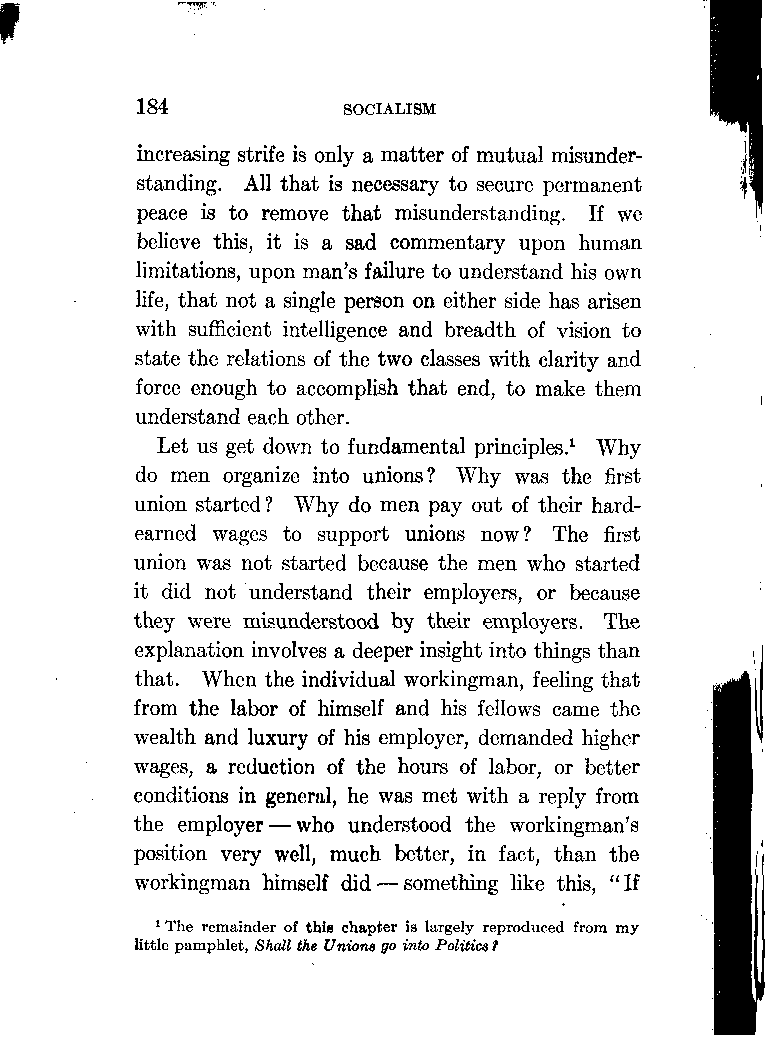 184 SOCIALISM
increasing strife is only a matter of mutual misunder-
standing. All that is necessary to secure permanent
peace is to remove that misunderstanding. If we
believe this, it is a sad commentary upon human
limitations, upon man's failure to understand his own
life, that not a single person on either side has arisen
with sufficient intelligence and breadth of vision to
state the relations of the two classes with clarity and
force enough to accomplish that end, to make them
understand each other.
Let us get down to fundamental principles.¹ Why
do men organize into unions? Why was the first
union started? Why do men pay out of their hard-
earned wages to support unions now? The first
union was not started because the men who started
it did not understand their employers, or because
they were misunderstood by their employers. The
explanation involves a deeper insight into things than
that. When the individual workingman, feeling that
from the labor of himself and his fellows came the
wealth and luxury of his employer, demanded higher
wages, a reduction of the hours of labor, or better
conditions in general, he was met with a reply from
the employer — who understood the workingman's
position very well, much better, in fact, than the
workingman himself did — something like this, "If
¹ The remainder of this chapter is largely reproduced from my
little pamphlet, Shall the Unions go into Politics?